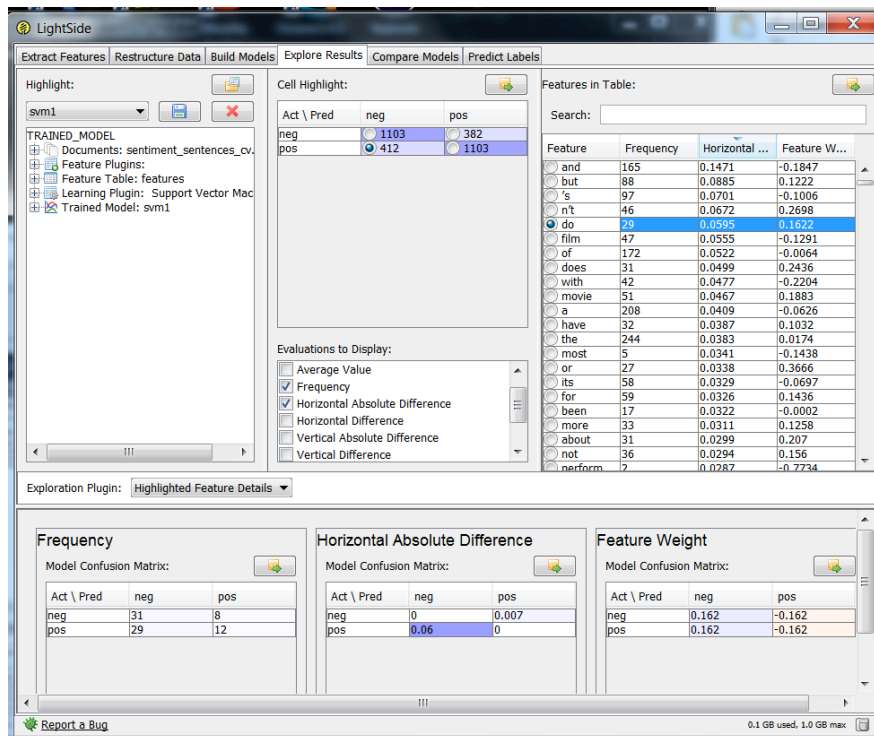 LightSide
Extract Features Restructure Data Build Models Explore Results Compare Models Predict Labels
Highlight:
svm1
TRAINED_MODEL
Documents: sentiment_sentences_cv.
Feature Plugins:
Feature Table: features
Learning Plugin: Support Vector Mac
Trained Model: svm1
Cell Highlight:
Act \ Pred neg pos
neg 1103 382
pos 412 1103
Evaluations to Display:
Average Value
Frequency
Horizontal Absolute Difference
Horizontal Difference
Vertical Absolute Difference
Vertical Difference
Features in Table:
Search:
Feature Frequency Horizontal ... Feature W...
and 165 0.1471 -0.1847
but 88 0.0885 0.1222
's 97 0.0701 -0.1006
n't 46 0.0672 0.2698
do 29 0.0595 0.1622
film 47 0.0555 -0.1291
of 172 0.0522 -0.0064
does 31 0.0499 0.2436
with 42 0.0477 -0.2204
movie 51 0.0467 0.1883
a 208 0.0409 -0.0626
have 32 0.0387 0.1032
the 244 0.0383 0.0174
most 5 0.0341 -0.1438
or 27 0.0338 0.3666
its 58 0.0329 -0.0697
for 59 0.0326 0.1436
been 17 0.0322 -0.0002
more 33 0.0311 0.1258
about 31 0.0299 0.207
not 36 0.0294 0.156
perform 2 0.0287 -0.7734
Exploration Plugin: Highlighted Feature Details
Frequency
Model Confusion Matrix:
Act \ Pred neg pos
neg 31 8
pos 29 12
Horizontal Absolute Difference
Model Confusion Matrix:
Act \ Pred neg pos
neg 0 0.007
pos 0.06 0
Feature Weight
Model Confusion Matrix:
Act \ Pred neg pos
neg 0.162 -0.162
pos 0.162 -0.162
Report a Bug
0.1 GB used, 1.0 GB max